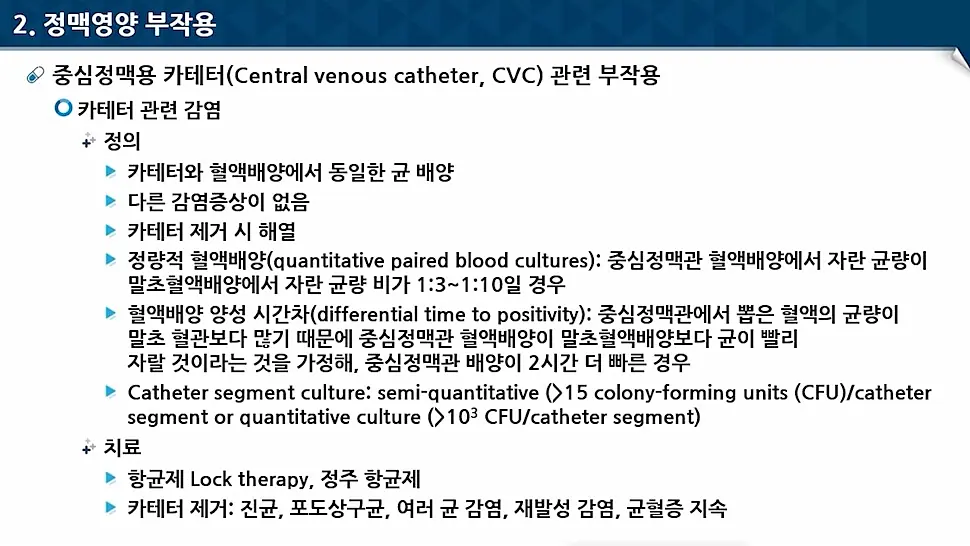 2. 정맥영양 부작용
중심정맥용 카테터(Central venous catheter, CVC) 관련 부작용
카테터 관련 감염
정의
카테터와 혈액배양에서 동일한 균 배양
다른 감염증상이 없음
카테터 제거 시 해열
정량적 혈액배양(quantitative paired blood cultures): 중심정맥관 혈액배양에서 자란 균량이
말초혈액배양에서 자란 균량 비가 1:3~1:10일 경우
혈액배양 양성 시간차(differential time to positivity): 중심정맥관에서 뽑은 혈액의 균량이
말초 혈관보다 많기 때문에 중심정맥관 혈액배양이 말초혈액배양보다 균이 빨리
자랄 것이라는 것을 가정해, 중심정맥관 배양이 2시간 더 빠른 경우
Catheter segment culture: semi-quantitative (>15 colony-forming units (CFU)/catheter
segment or quantitative culture (>10³ CFU/catheter segment)
치료
항균제 Lock therapy, 정주 항균제
카테터 제거: 진균, 포도상구균, 여러 균 감염, 재발성 감염, 균혈증 지속